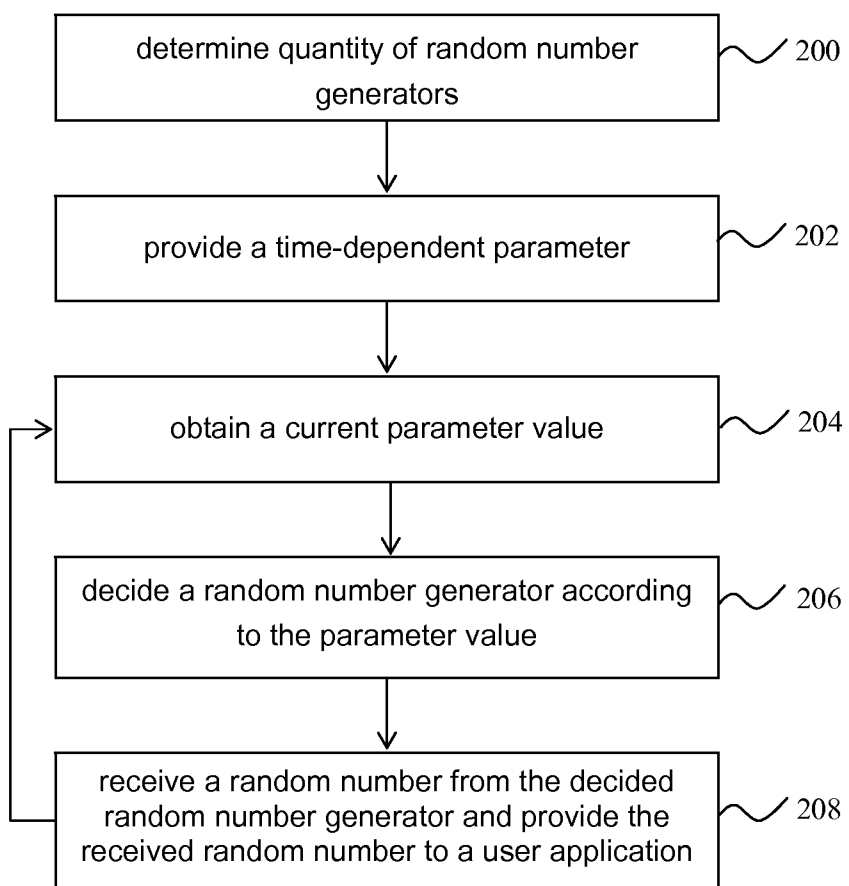 determine quantity of random number
generators
200
provide a time-dependent parameter
202
obtain a current parameter value
204
decide a random number generator according
to the parameter value
206
receive a random number from the decided
random number generator and provide the
received random number to a user application
208